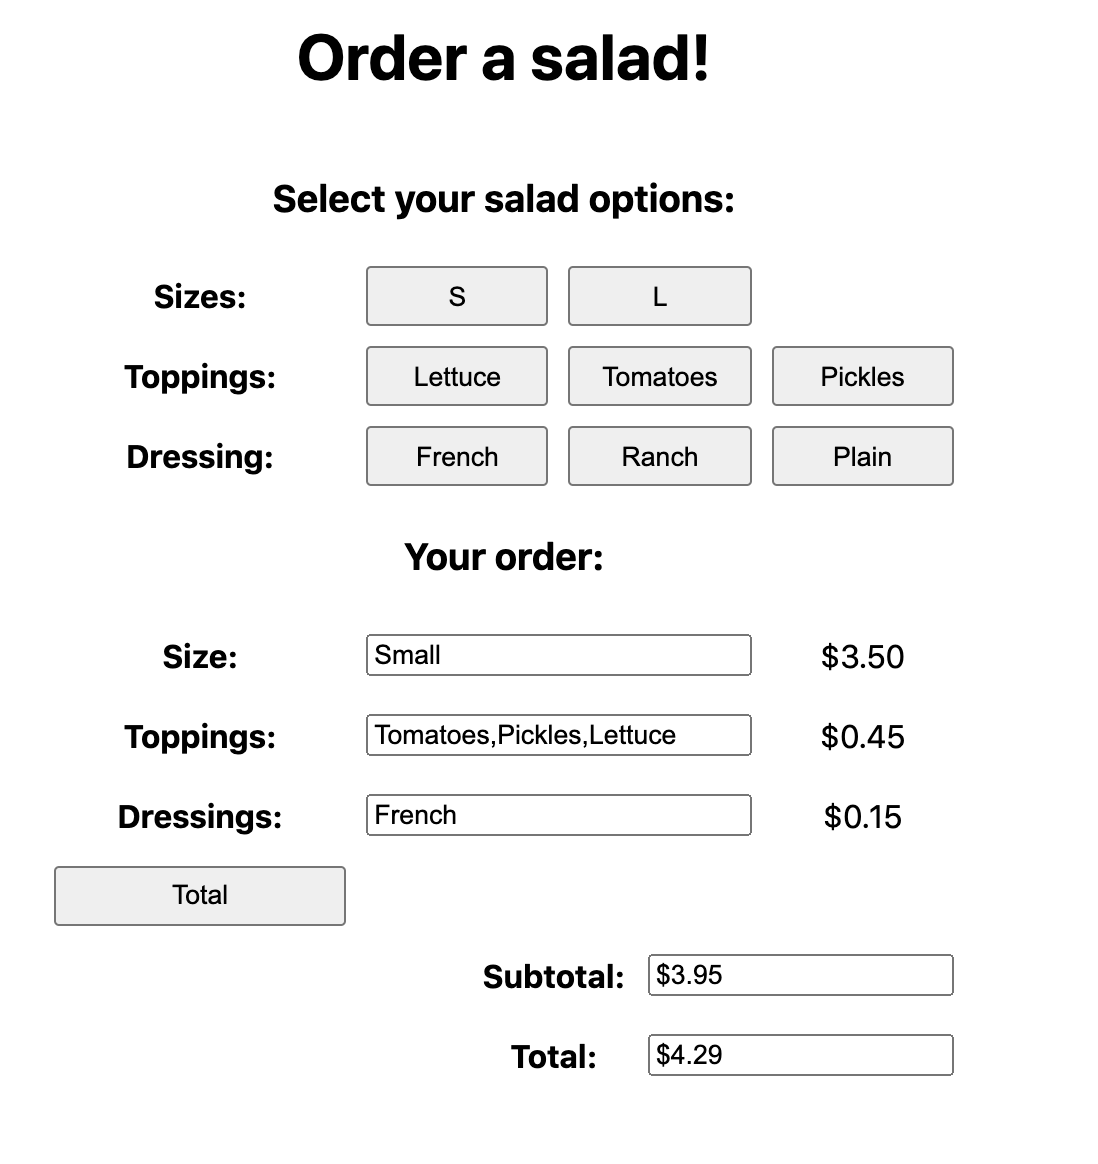 Order a salad!
Select your salad options:
Sizes: S L
Toppings: Lettuce Tomatoes Pickles
Dressing: French Ranch Plain
Your order:
Size: Small $3.50
Toppings: Tomatoes,Pickles,Lettuce $0.45
Dressings: French $0.15
Total
Subtotal: $3.95
Total: $4.29